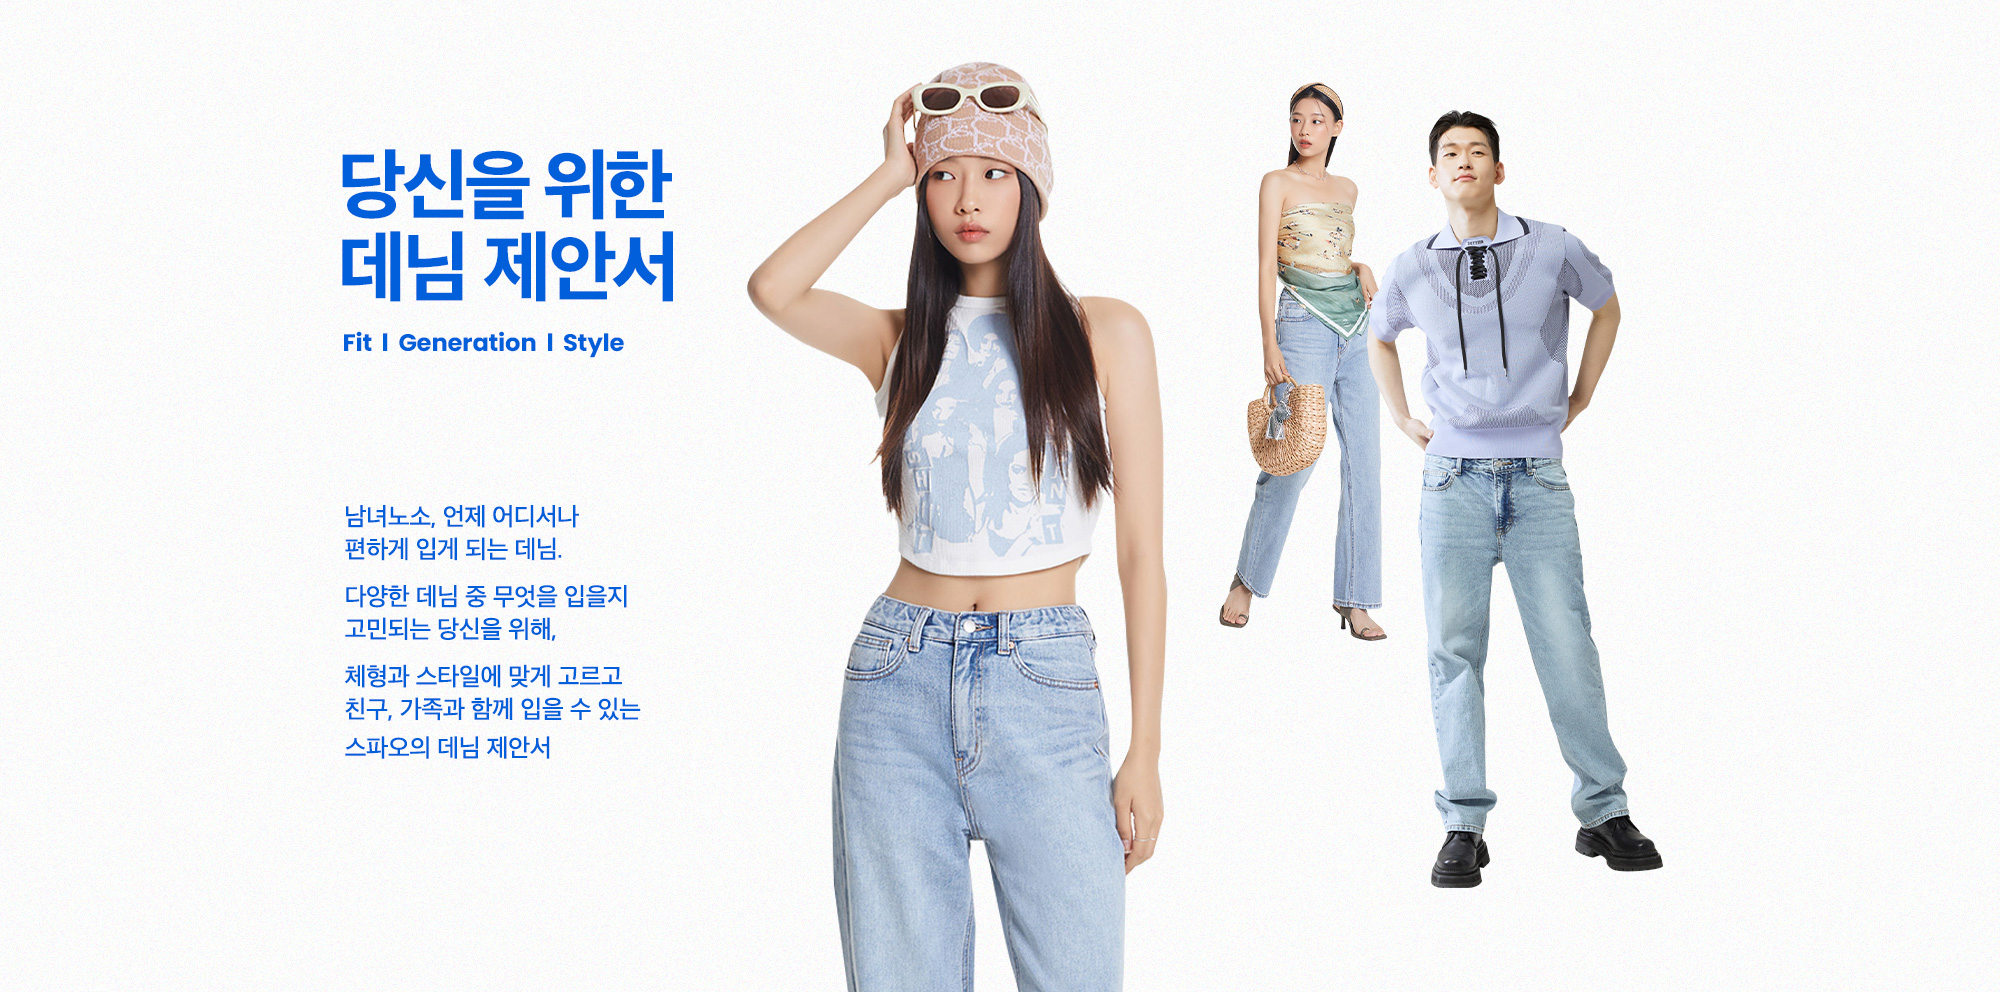 당신을 위한
데님 제안서
Fit l Generation l Style
남녀노소, 언제 어디서나
편하게 입게 되는 데님.
다양한 데님 중 무엇을 입을지
고민되는 당신을 위해,
체형과 스타일에 맞게 고르고
친구, 가족과 함께 입을 수 있는
스파오의 데님 제안서